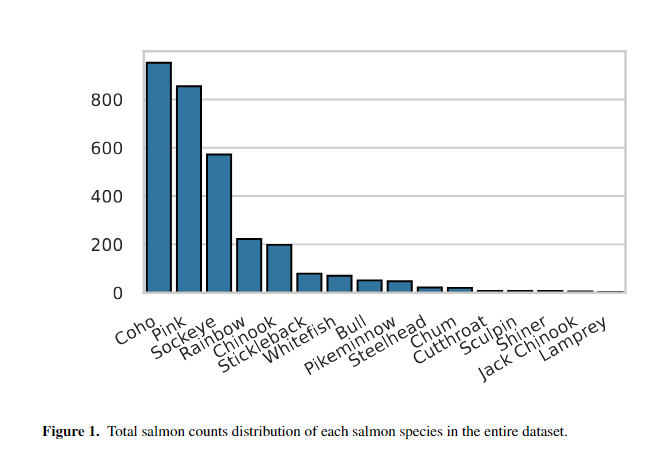 800
600
400
200
0
Coho
Pink
Sockeye
Rainbow
Chinook
Stickleback
Whitefish
Bull
Pikeminnow
Steelhead
Chum
Cutthroat
Sculpin
Shiner
Jack Chinook
Lamprey
Figure 1. Total salmon counts distribution of each salmon species in the entire dataset.